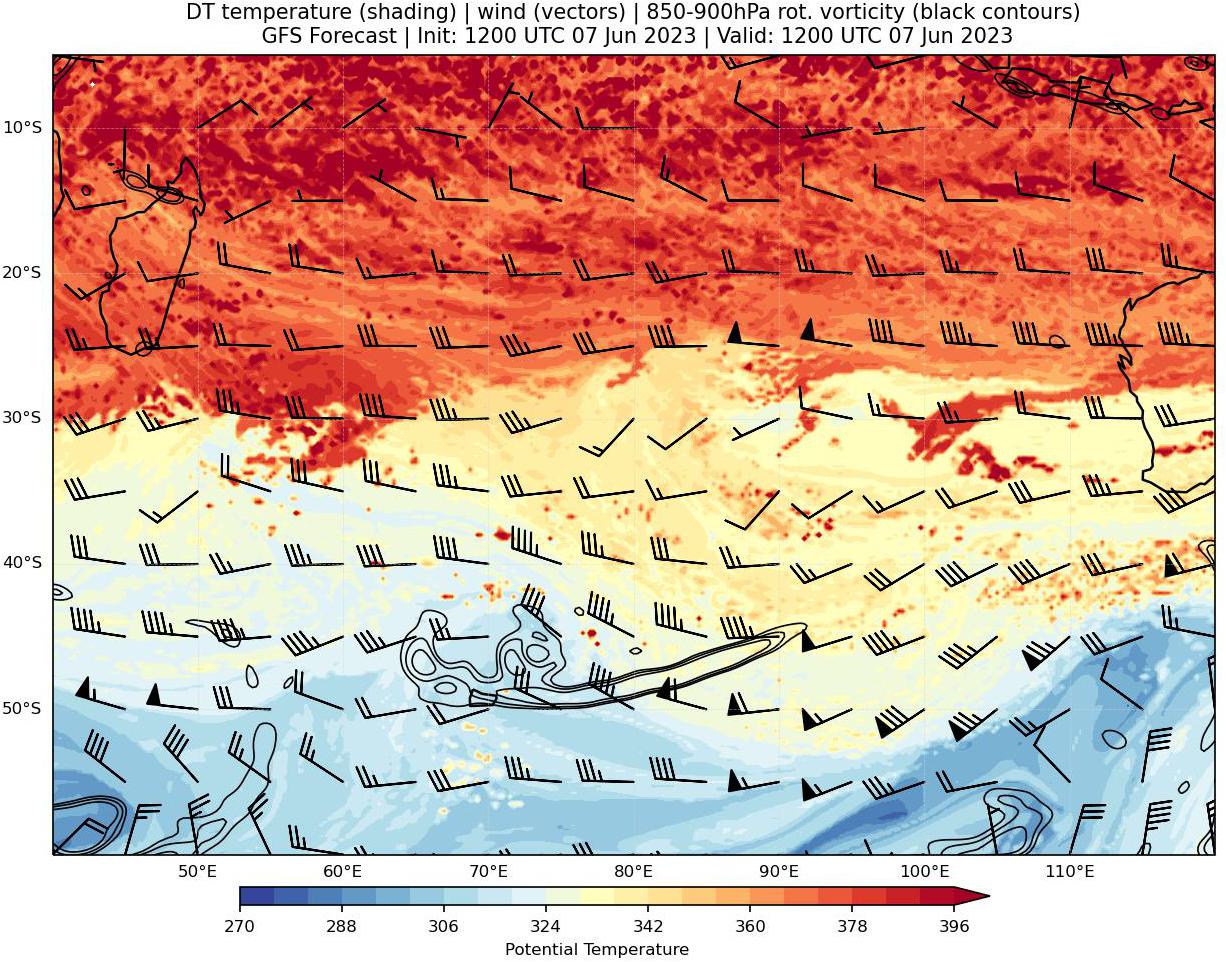 DT temperature (shading) | wind (vectors) | 850-900hPa rot. vorticity (black contours)
GFS Forecast | Init: 1200 UTC 07 Jun 2023 | Valid: 1200 UTC 07 Jun 2023
10°S
20°S
30°S
40°S
50°S
50°E 60°E 70°E 80°E 90°E 100°E 110°E
270 288 306 324 342 360 378 396
Potential Temperature